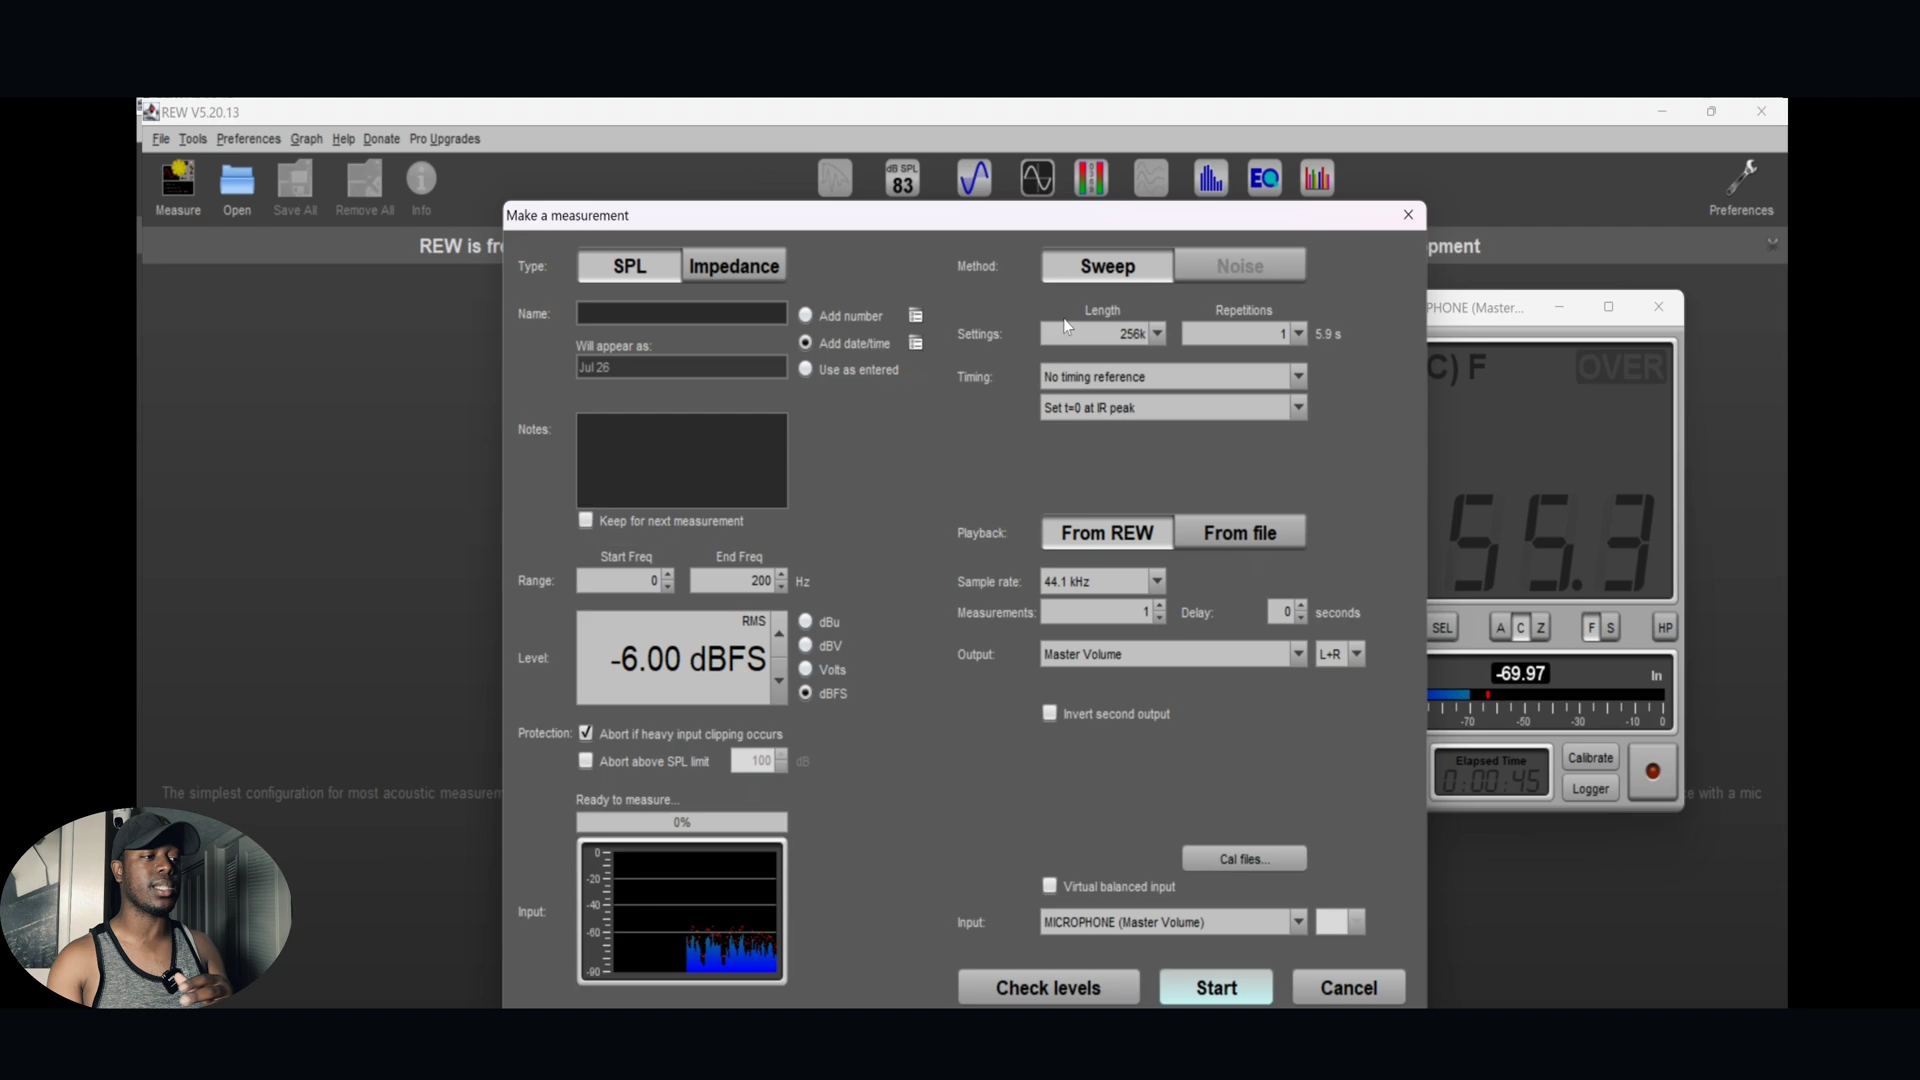 REW V5.20.13
File Tools Preferences Graph Help Donate Pro Upgrades
dB SPL
83
EQ
Measure Open Save All Remove All Info Preferences
REW is fr
pment
Make a measurement
Type: SPL Impedance
Method: Sweep Noise
Name:
Add number
Will appear as:
Add date/time
Jul 26
Use as entered
Length Repetitions
Settings: 256k 1 5.9 s
Timing: No timing reference
Set t=0 at IR peak
Notes:
Keep for next measurement
Playback: From REW From file
Start Freq End Freq
Range: 0 200 Hz
Sample rate: 44.1 kHz
Measurements: 1 Delay: 0 seconds
RMS
Level: -6.00 dBFS
dBu
dBV
Volts
dBFS
Output: Master Volume L+R
Invert second output
Protection: Abort if heavy input clipping occurs
Abort above SPL limit 100 dB
Ready to measure...
0%
Input:
0
-20
-40
-60
-90
Cal files...
Virtual balanced input
Input: MICROPHONE (Master Volume)
Check levels Start Cancel
PHONE (Master...
C) F OVER
55.3
SEL A C Z F S HP
-69.97 In
-70 -50 -30 -10 0
Elapsed Time
0:00:45
Calibrate
Logger
The simplest configuration for most acoustic measurem
e with a mic